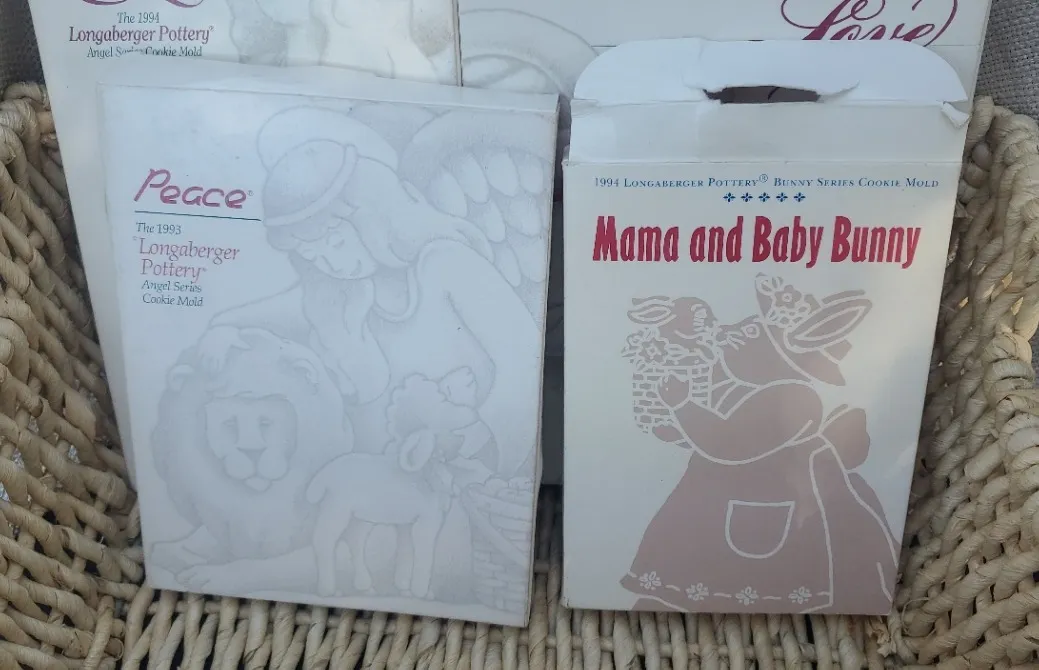 The 1994
Longaberger Pottery®
Angel Series Cookie Mold
Love
Peace®
The 1993
Longaberger
Pottery®
Angel Series
Cookie Mold
1994 Longaberger Pottery® Bunny Series Cookie Mold
Mama and Baby Bunny